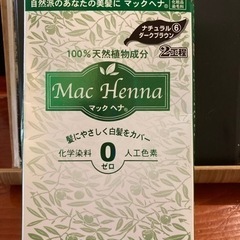 自然派のあなたの美髪に マックヘナ®
ナチュラル⑥
ダークブラウン
2工程
100%天然植物成分
Mac Henna
マック ヘナ®
髪にやさしく白髪をカバー
化学染料 0 人工色素
ゼロ